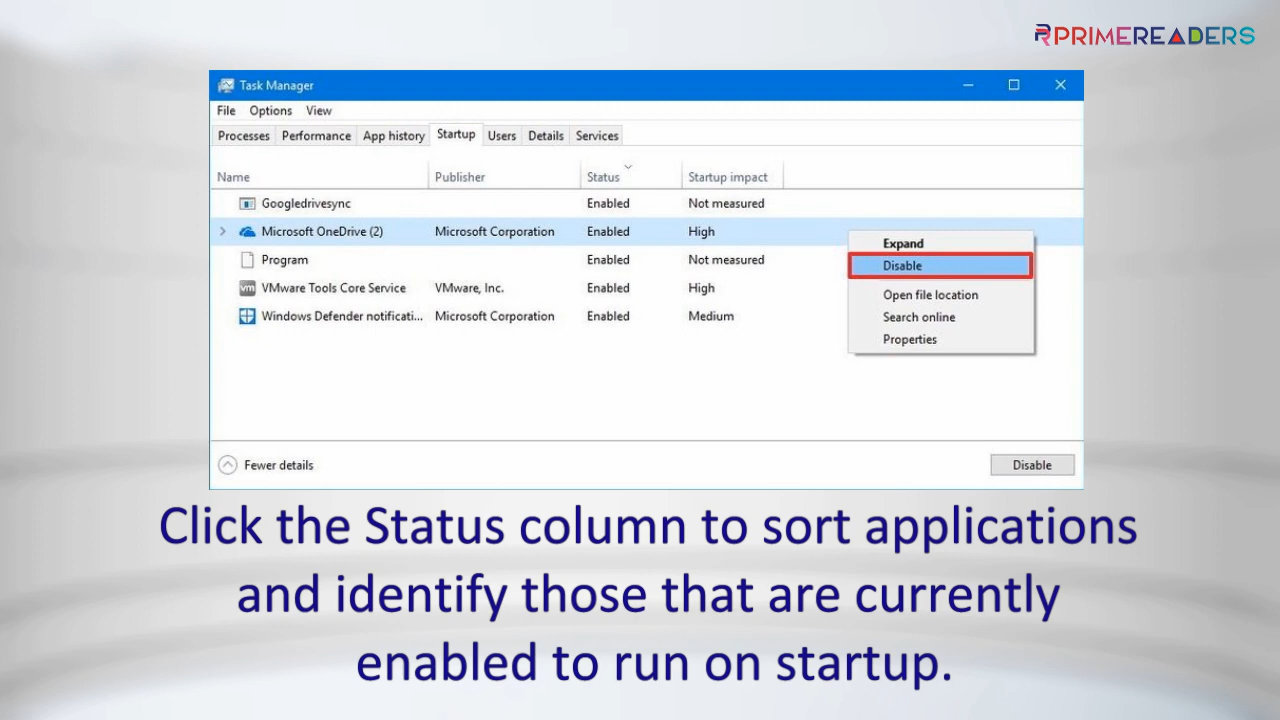 PRIMEREADERS
Task Manager
File Options View
Processes Performance App history Startup Users Details Services
Name Publisher Status Startup impact
Googledrivesync Enabled Not measured
Microsoft OneDrive (2) Microsoft Corporation Enabled High
Program Enabled Not measured
vm VMware Tools Core Service VMware, Inc. Enabled High
Windows Defender notificati... Microsoft Corporation Enabled Medium
Expand
Disable
Open file location
Search online
Properties
Fewer details Disable
Click the Status column to sort applications
and identify those that are currently
enabled to run on startup.